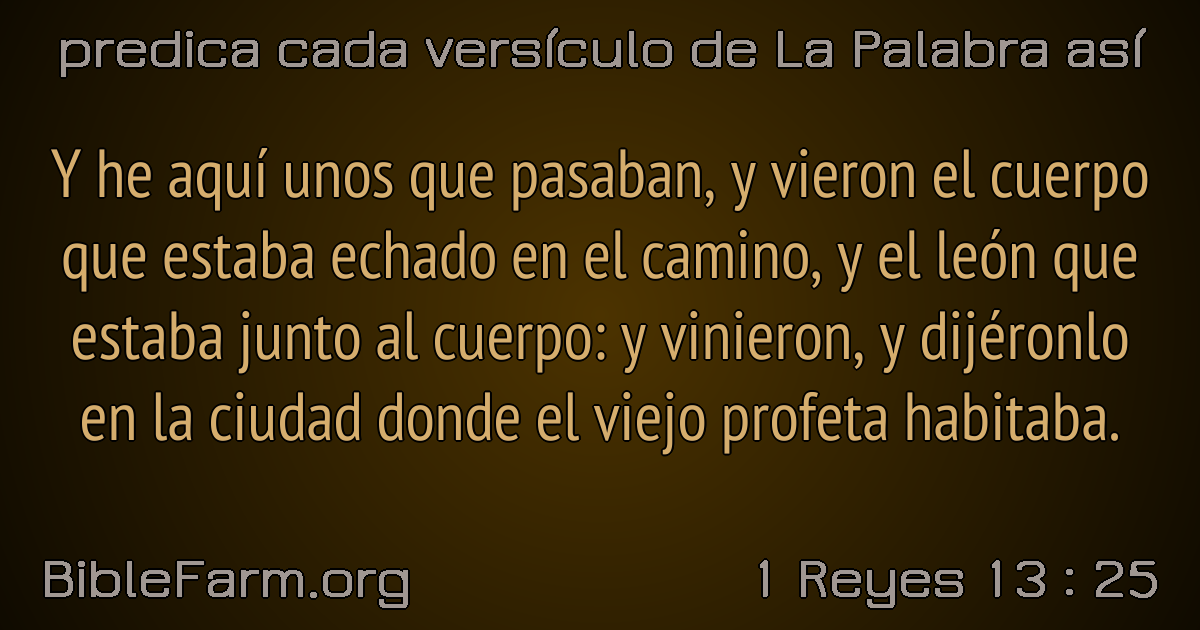 predica cada versículo de La Palabra así
Y he aquí unos que pasaban, y vieron el cuerpo
que estaba echado en el camino, y el león que
estaba junto al cuerpo: y vinieron, y dijéronlo
en la ciudad donde el viejo profeta habitaba.
BibleFarm.org
1 Reyes 13 : 25